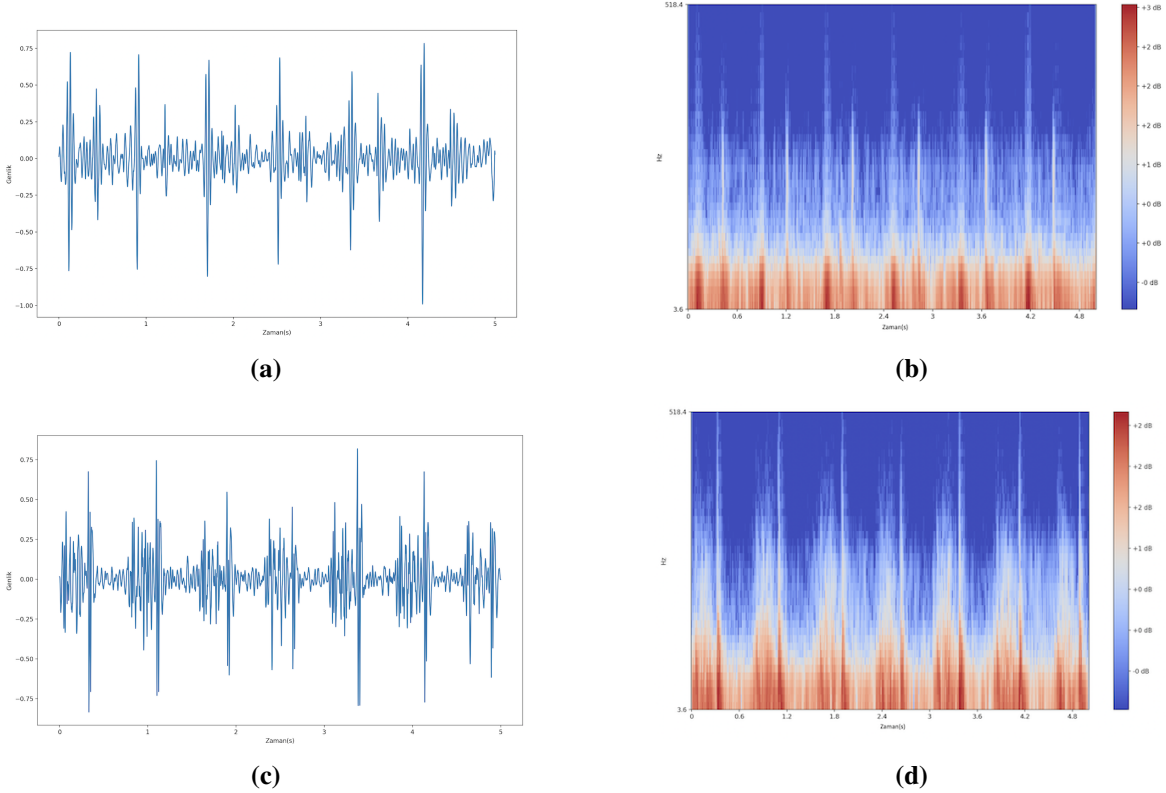 0.75
0.50
0.25
0.00
−0.25
−0.50
−0.75
−1.00
Genlik
0 1 2 3 4 5
Zaman(s)
(a)
518.4
Hz
3.6
0 0.6 1.2 1.8 2.4 3 3.6 4.2 4.8
Zaman(s)
+3 dB
+2 dB
+2 dB
+2 dB
+1 dB
+1 dB
+0 dB
+0 dB
-0 dB
(b)
0.75
0.50
0.25
0.00
−0.25
−0.50
−0.75
Genlik
0 1 2 3 4 5
Zaman(s)
(c)
518.4
Hz
3.6
0 0.6 1.2 1.8 2.4 3 3.6 4.2 4.8
Zaman(s)
+2 dB
+2 dB
+2 dB
+1 dB
+1 dB
+0 dB
-0 dB
(d)